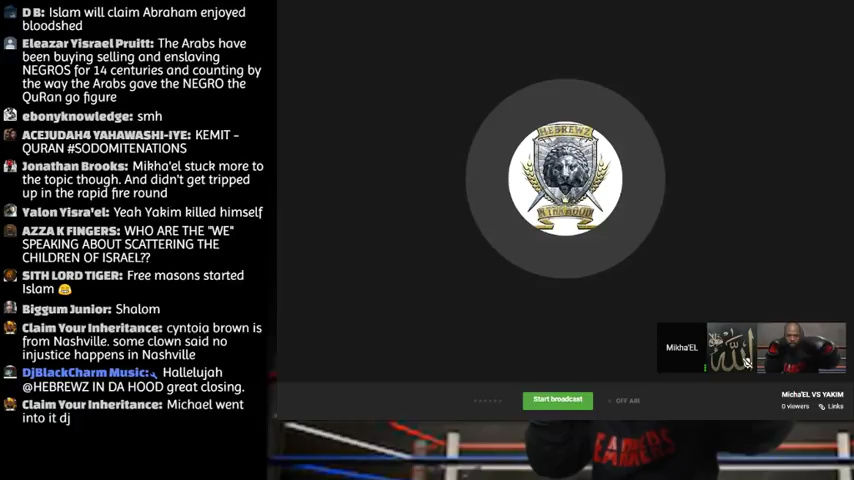 D B: Islam will claim Abraham enjoyed
bloodshed
Eleazar Yisrael Pruitt: The Arabs have
been buying selling and enslaving
NEGROS for 14 centuries and counting by
the way the Arabs gave the NEGRO the
QuRan go figure
ebonyknowledge: smh
ACEJUDAH4 YAHAWASHI-IYE: KEMIT -
QURAN #SODOMITENATIONS
Jonathan Brooks: Mikha'el stuck more to
the topic though. And didn't get tripped
up in the rapid fire round
Yalon Yisra'el: Yeah Yakim killed himself
AZZA K FINGERS: WHO ARE THE "WE"
SPEAKING ABOUT SCATTERING THE
CHILDREN OF ISRAEL??
SITH LORD TIGER: Free masons started
Islam 😁
Biggum Junior: Shalom
Claim Your Inheritance: cyntoia brown is
from Nashville. some clown said no
injustice happens in Nashville
DjBlackCharm Music: Hallelujah
@HEBREWZ IN DA HOOD great closing.
Claim Your Inheritance: Michael went
into it dj
HEBREWZ
Mikha'EL
الله
Start broadcast
OFF AIR
Micha'EL VS YAKIM
0 viewers
Links